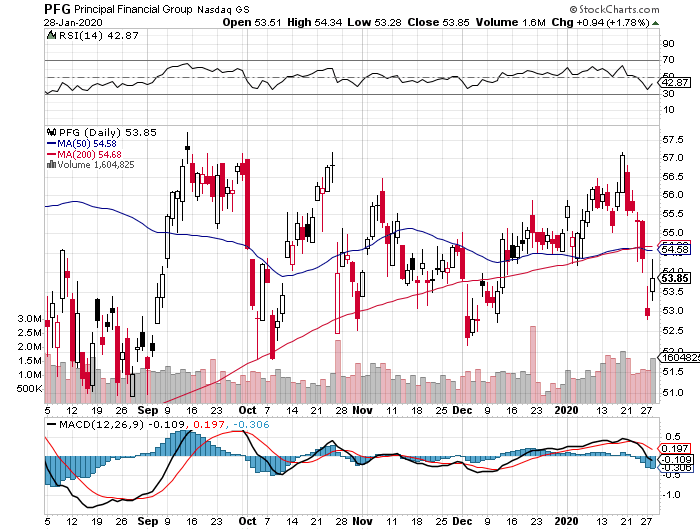 PFG Principal Financial Group Nasdaq GS © StockCharts.com
28-Jan-2020 Open 53.51 High 54.34 Low 53.28 Close 53.85 Volume 1.6M Chg +0.94 (+1.78%)
RSI(14) 42.87
90
70
50
42.87
30
10
PFG (Daily) 53.85
MA(50) 54.58
MA(200) 54.68
Volume 1,604,825
57.5
57.0
56.5
56.0
55.5
55.0
54.58
54.0
53.85
53.5
53.0
52.5
52.0
51.5
51.0
3.0M
2.5M
2.0M
1.5M
1.0M
500K
1604825
5 12 19 26 Sep 9 16 23 Oct 7 14 21 28 Nov 11 18 25 Dec 9 16 23 2020 13 21 27
MACD(12,26,9) -0.109, 0.197, -0.306
0.5
0.197
-0.109
-0.306
-0.5
-1.0
5 12 19 26 Sep 9 16 23 Oct 7 14 21 28 Nov 11 18 25 Dec 9 16 23 2020 13 21 27